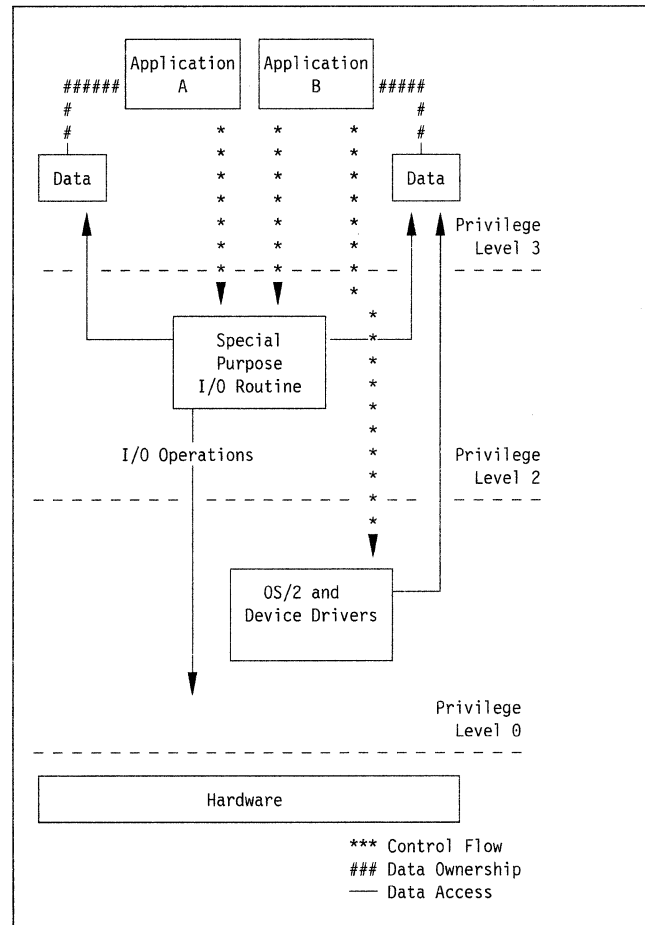 Application
A
Application
B
######
#####
#
#
#
#
Data
Data
Privilege
Level 3
Special
Purpose
I/O Routine
I/O Operations
Privilege
Level 2
OS/2 and
Device Drivers
Privilege
Level 0
Hardware
*** Control Flow
### Data Ownership
── Data Access